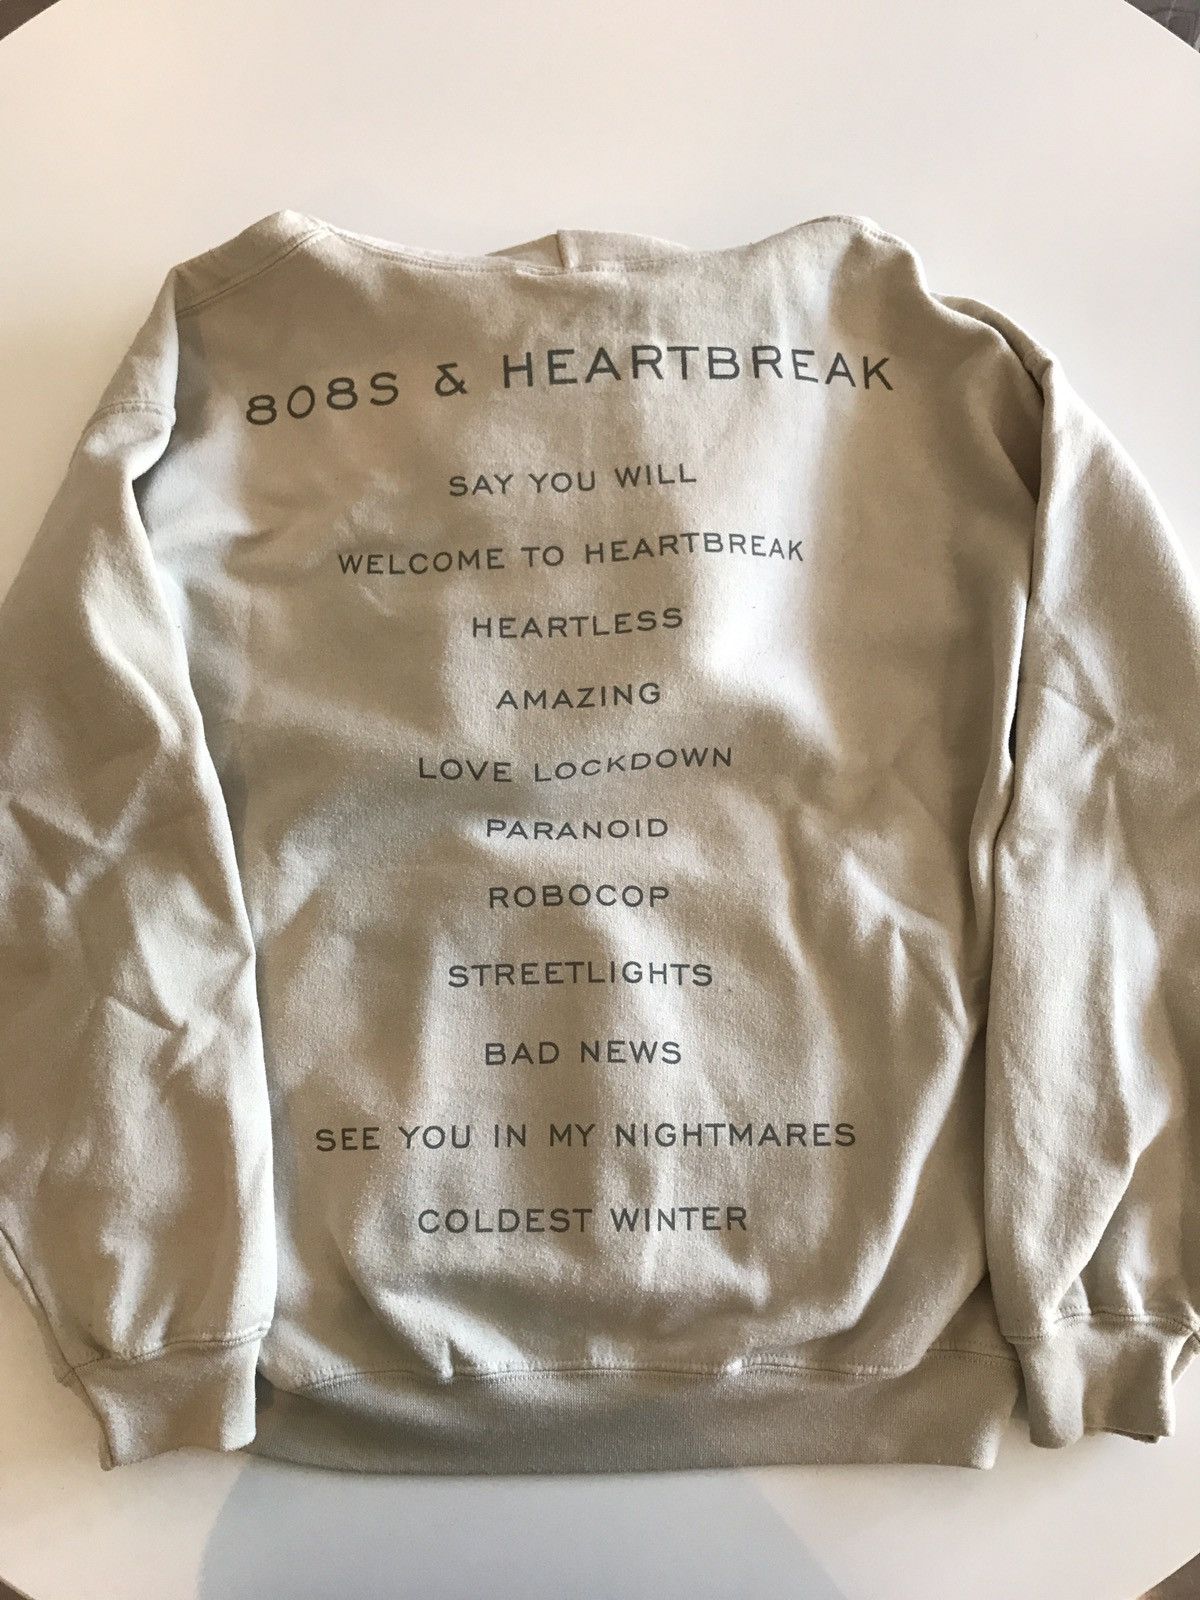 808S & HEARTBREAK
SAY YOU WILL
WELCOME TO HEARTBREAK
HEARTLESS
AMAZING
LOVE LOCKDOWN
PARANOID
ROBOCOP
STREETLIGHTS
BAD NEWS
SEE YOU IN MY NIGHTMARES
COLDEST WINTER